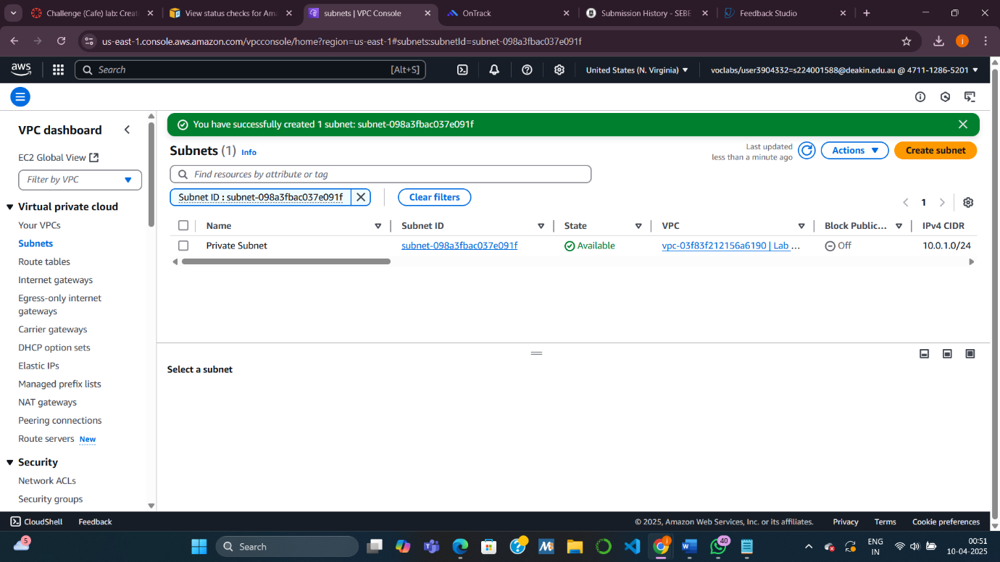 Challenge (Cafe) lab: Creat
View status checks for Ama
subnets | VPC Console
OnTrack
Submission History - SEBE
Feedback Studio
us-east-1.console.aws.amazon.com/vpcconsole/home?region=us-east-1#subnets:subnetId=subnet-098a3fbac037e091f
j
aws
Search
[Alt+S]
United States (N. Virginia)
voclabs/user3904332=s224001588@deakin.edu.au @ 4711-1286-5201
VPC dashboard
EC2 Global View
Filter by VPC
Virtual private cloud
Your VPCs
Subnets
Route tables
Internet gateways
Egress-only internet
gateways
Carrier gateways
DHCP option sets
Elastic IPs
Managed prefix lists
NAT gateways
Peering connections
Route servers New
Security
Network ACLs
Security groups
You have successfully created 1 subnet: subnet-098a3fbac037e091f
Subnets (1) Info
Last updated
less than a minute ago
Actions
Create subnet
Find resources by attribute or tag
Subnet ID : subnet-098a3fbac037e091f
Clear filters
1
Name Subnet ID State VPC Block Public... IPv4 CIDR
Private Subnet subnet-098a3fbac037e091f Available vpc-03f83f212156a6190 | Lab ... Off 10.0.1.0/24
Select a subnet
CloudShell Feedback © 2025, Amazon Web Services, Inc. or its affiliates. Privacy Terms Cookie preferences
5
Search
j
40
ENG
IN
00:51
10-04-2025